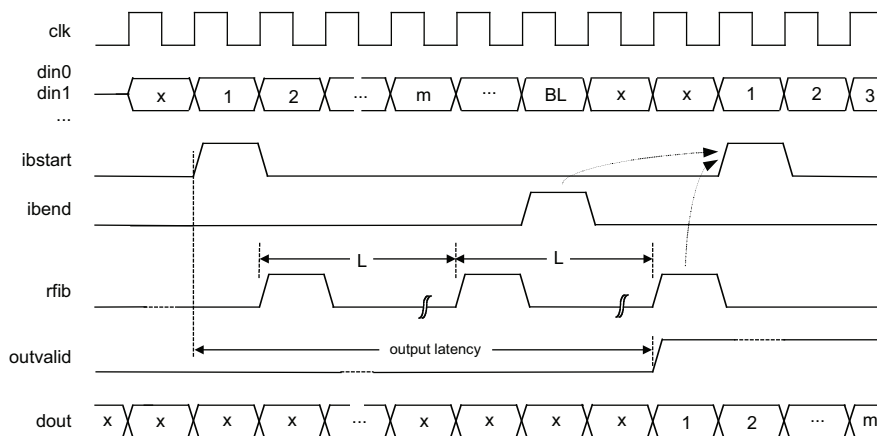 clk
din0
din1
...
x 1 2 ... m ... BL x x 1 2 3
ibstart
ibend
L L
rfib
output latency
outvalid
dout
x x x x ... x x x x 1 2 ... m